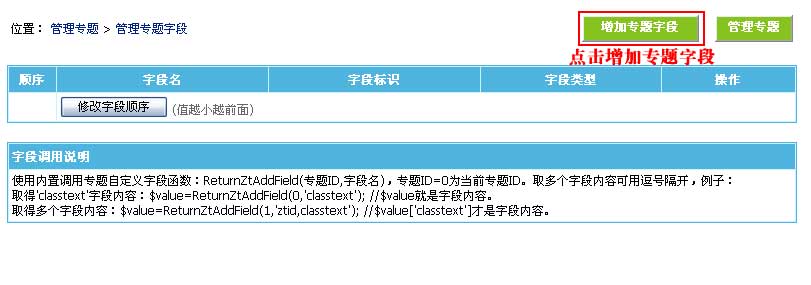 位置： 管理专题 > 管理专题字段
增加专题字段
管理专题
点击增加专题字段
顺序 字段名 字段标识 字段类型 操作
修改字段顺序 (值越小越前面)
字段调用说明
使用内置调用专题自定义字段函数：ReturnZtAddField(专题ID,字段名)，专题ID=0为当前专题ID。取多个字段内容可用逗号隔开，例子：
取得'classtext'字段内容：$value=ReturnZtAddField(0,'classtext'); //$value就是字段内容。
取得多个字段内容：$value=ReturnZtAddField(1,'ztid,classtext'); //$value['classtext']才是字段内容。